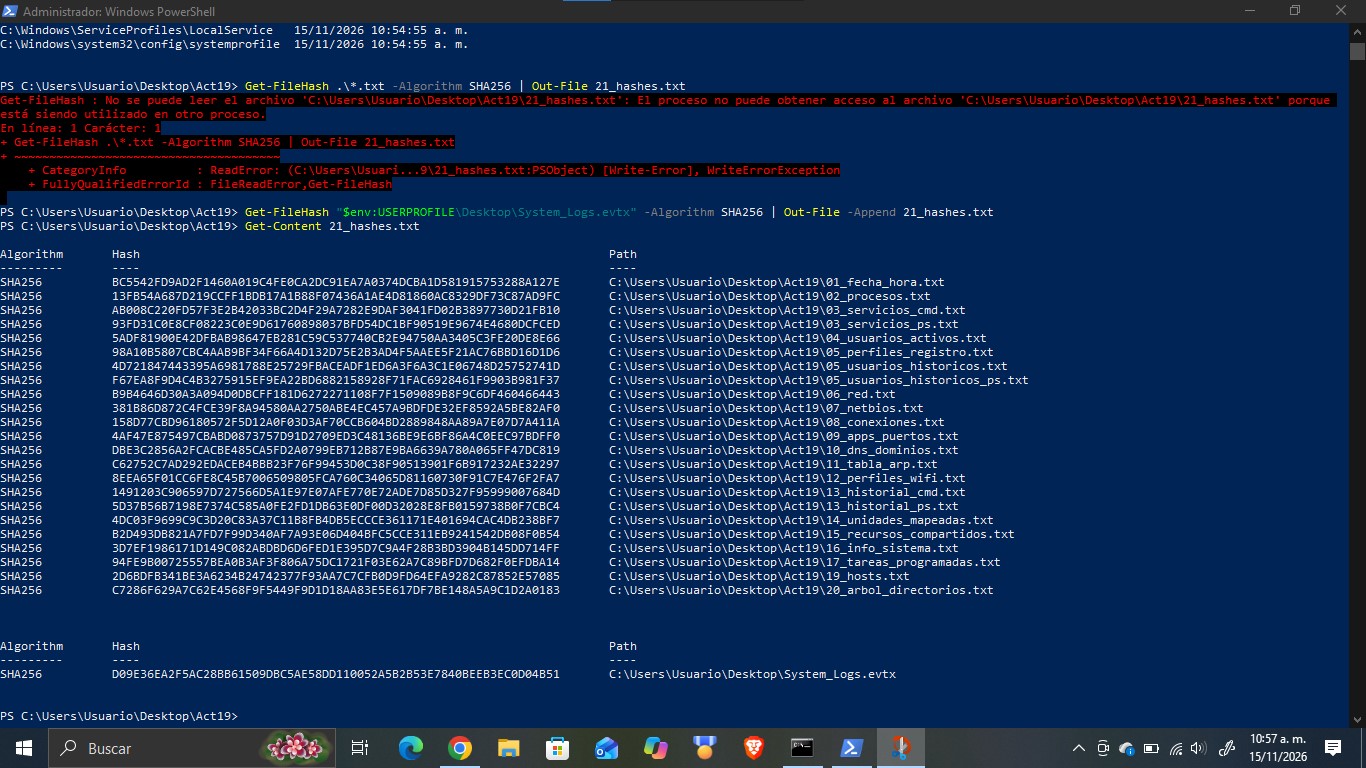 Administrador: Windows PowerShell
C:\Windows\ServiceProfiles\LocalService   15/11/2026 10:54:55 a. m.
C:\Windows\system32\config\systemprofile  15/11/2026 10:54:55 a. m.
PS C:\Users\Usuario\Desktop\Act19> Get-FileHash .\*.txt -Algorithm SHA256 | Out-File 21_hashes.txt
Get-FileHash : No se puede leer el archivo 'C:\Users\Usuario\Desktop\Act19\21_hashes.txt': El proceso no puede obtener acceso al archivo 'C:\Users\Usuario\Desktop\Act19\21_hashes.txt' porque
está siendo utilizado en otro proceso.
En línea: 1 Carácter: 1
+ Get-FileHash .\*.txt -Algorithm SHA256 | Out-File 21_hashes.txt
+ ~~~~~~~~~~~~~~~~~~~~~~~~~~~~~~~~~~~~~~
    + CategoryInfo          : ReadError: (C:\Users\Usuari...9\21_hashes.txt:PSObject) [Write-Error], WriteErrorException
    + FullyQualifiedErrorId : FileReadError,Get-FileHash
PS C:\Users\Usuario\Desktop\Act19> Get-FileHash "$env:USERPROFILE\Desktop\System_Logs.evtx" -Algorithm SHA256 | Out-File -Append 21_hashes.txt
PS C:\Users\Usuario\Desktop\Act19> Get-Content 21_hashes.txt
Algorithm       Hash                                                                   Path
---------       ----                                                                   ----
SHA256          BC5542FD9AD2F1460A019C4FE0CA2DC91EA7A0374DCBA1D581915753288A127E       C:\Users\Usuario\Desktop\Act19\01_fecha_hora.txt
SHA256          13FB54A687D219CCFF1BDB17A1B88F07436A1AE4D81860AC8329DF73C87AD9FC       C:\Users\Usuario\Desktop\Act19\02_procesos.txt
SHA256          AB008C220FD57F3E2B42033BC2D4F29A7282E9DAF3041FD02B3897730D21FB10       C:\Users\Usuario\Desktop\Act19\03_servicios_cmd.txt
SHA256          93FD31C0E8CF08223C0E9D61760898037BFD54DC1BF90519E9674E4680DCFCED       C:\Users\Usuario\Desktop\Act19\03_servicios_ps.txt
SHA256          5ADF81900E42DFBAB98647EB281C59C537740CB2E94750AA3405C3FE20DE8E66       C:\Users\Usuario\Desktop\Act19\04_usuarios_activos.txt
SHA256          98A10B5807CBC4AAB9BF34F66A4D132D75E2B3AD4F5AAEE5F21AC76BBD16D1D6       C:\Users\Usuario\Desktop\Act19\05_perfiles_registro.txt
SHA256          4D721847443395A6981788E25729FBACEADF1ED6A3F6A3C1E06748D25752741D       C:\Users\Usuario\Desktop\Act19\05_usuarios_historicos.txt
SHA256          F67EA8F9D4C4B3275915EF9EA22BD6882158928F71FAC6928461F9903B981F37       C:\Users\Usuario\Desktop\Act19\05_usuarios_historicos_ps.txt
SHA256          B9B4646D30A3A094D0DBCFF181D6272271108F7F1509089B8F9C6DF460466443       C:\Users\Usuario\Desktop\Act19\06_red.txt
SHA256          381B86D872C4FCE39F8A94580AA2750ABE4EC457A9BDFDE32EF8592A5BE82AF0       C:\Users\Usuario\Desktop\Act19\07_netbios.txt
SHA256          158D77CBD96180572F5D12A0F03D3AF70CCB604BD2889848AA89A7E07D7A411A       C:\Users\Usuario\Desktop\Act19\08_conexiones.txt
SHA256          4AF47E875497CBABD0873757D91D2709ED3C48136BE9E6BF86A4C0EEC97BDFF0       C:\Users\Usuario\Desktop\Act19\09_apps_puertos.txt
SHA256          DBE3C2856A2FCACBE485CA5FD2A0799EB712B87E9BA6639A780A065FF47DC819       C:\Users\Usuario\Desktop\Act19\10_dns_dominios.txt
SHA256          C62752C7AD292EDACEB4BBB23F76F99453D0C38F90513901F6B917232AE32297       C:\Users\Usuario\Desktop\Act19\11_tabla_arp.txt
SHA256          8EEA65F01CC6FE8C45B7006509805FCA760C34065D81160730F91C7E476F2FA7       C:\Users\Usuario\Desktop\Act19\12_perfiles_wifi.txt
SHA256          1491203C906597D727566D5A1E97E07AFE770E72ADE7D85D327F95999007684D       C:\Users\Usuario\Desktop\Act19\13_historial_cmd.txt
SHA256          5D37B56B7198E7374C585A0FE2FD1DB63E0DF00D32028E8FB0159738B0F7CBC4       C:\Users\Usuario\Desktop\Act19\13_historial_ps.txt
SHA256          4DC03F9699C9C3D20C83A37C11B8FB4DB5ECCCE361171E401694CAC4DB238BF7       C:\Users\Usuario\Desktop\Act19\14_unidades_mapeadas.txt
SHA256          B2D493DB821A7FD7F99D340AF7A93E06D404BFC5CCE311EB9241542DB08F0B54       C:\Users\Usuario\Desktop\Act19\15_recursos_compartidos.txt
SHA256          3D7EF1986171D149C082ABDBD6D6FED1E395D7C9A4F28B3BD3904B145DD714FF       C:\Users\Usuario\Desktop\Act19\16_info_sistema.txt
SHA256          94FE9B00725557BEA0B3AF3F806A75DC1721F03E62A7C89BFD7D682F0EFDBA14       C:\Users\Usuario\Desktop\Act19\17_tareas_programadas.txt
SHA256          2D6BDFB341BE3A6234B24742377F93AA7C7CFB0D9FD64EFA9282C87852E57085       C:\Users\Usuario\Desktop\Act19\19_hosts.txt
SHA256          C7286F629A7C62E4568F9F5449F9D1D18AA83E5E617DF7BE148A5A9C1D2A0183       C:\Users\Usuario\Desktop\Act19\20_arbol_directorios.txt
Algorithm       Hash                                                                   Path
---------       ----                                                                   ----
SHA256          D09E36EA2F5AC28BB61509DBC5AE58DD110052A5B2B53E7840BEEB3EC0D04B51       C:\Users\Usuario\Desktop\System_Logs.evtx
PS C:\Users\Usuario\Desktop\Act19>
Buscar
10:57 a. m.
15/11/2026